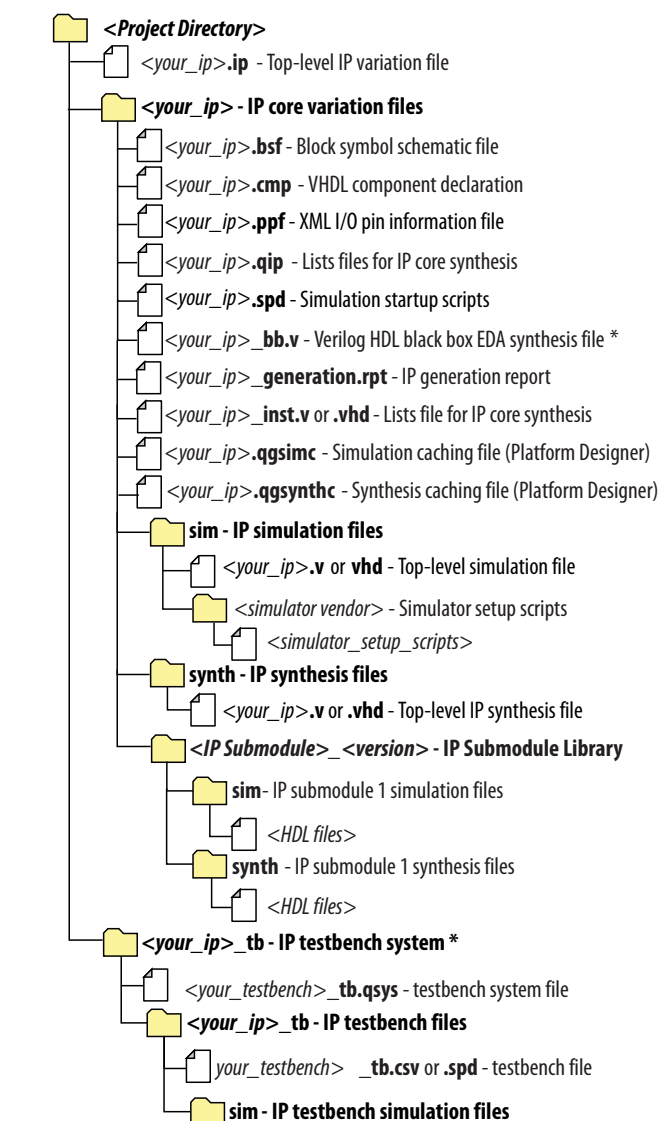 <Project Directory>
<your_ip>.ip - Top-level IP variation file
<your_ip> - IP core variation files
<your_ip>.bsf - Block symbol schematic file
<your_ip>.cmp - VHDL component declaration
<your_ip>.ppf - XML I/O pin information file
<your_ip>.qip - Lists files for IP core synthesis
<your_ip>.spd - Simulation startup scripts
<your_ip>_bb.v - Verilog HDL black box EDA synthesis file *
<your_ip>_generation.rpt - IP generation report
<your_ip>_inst.v or .vhd - Lists file for IP core synthesis
<your_ip>.qgsimc - Simulation caching file (Platform Designer)
<your_ip>.qgsynthc - Synthesis caching file (Platform Designer)
sim - IP simulation files
<your_ip>.v or vhd - Top-level simulation file
<simulator vendor> - Simulator setup scripts
<simulator_setup_scripts>
synth - IP synthesis files
<your_ip>.v or .vhd - Top-level IP synthesis file
<IP Submodule>_<version> - IP Submodule Library
sim- IP submodule 1 simulation files
<HDL files>
synth - IP submodule 1 synthesis files
<HDL files>
<your_ip>_tb - IP testbench system *
<your_testbench>_tb.qsys - testbench system file
<your_ip>_tb - IP testbench files
your_testbench> _tb.csv or .spd - testbench file
sim - IP testbench simulation files